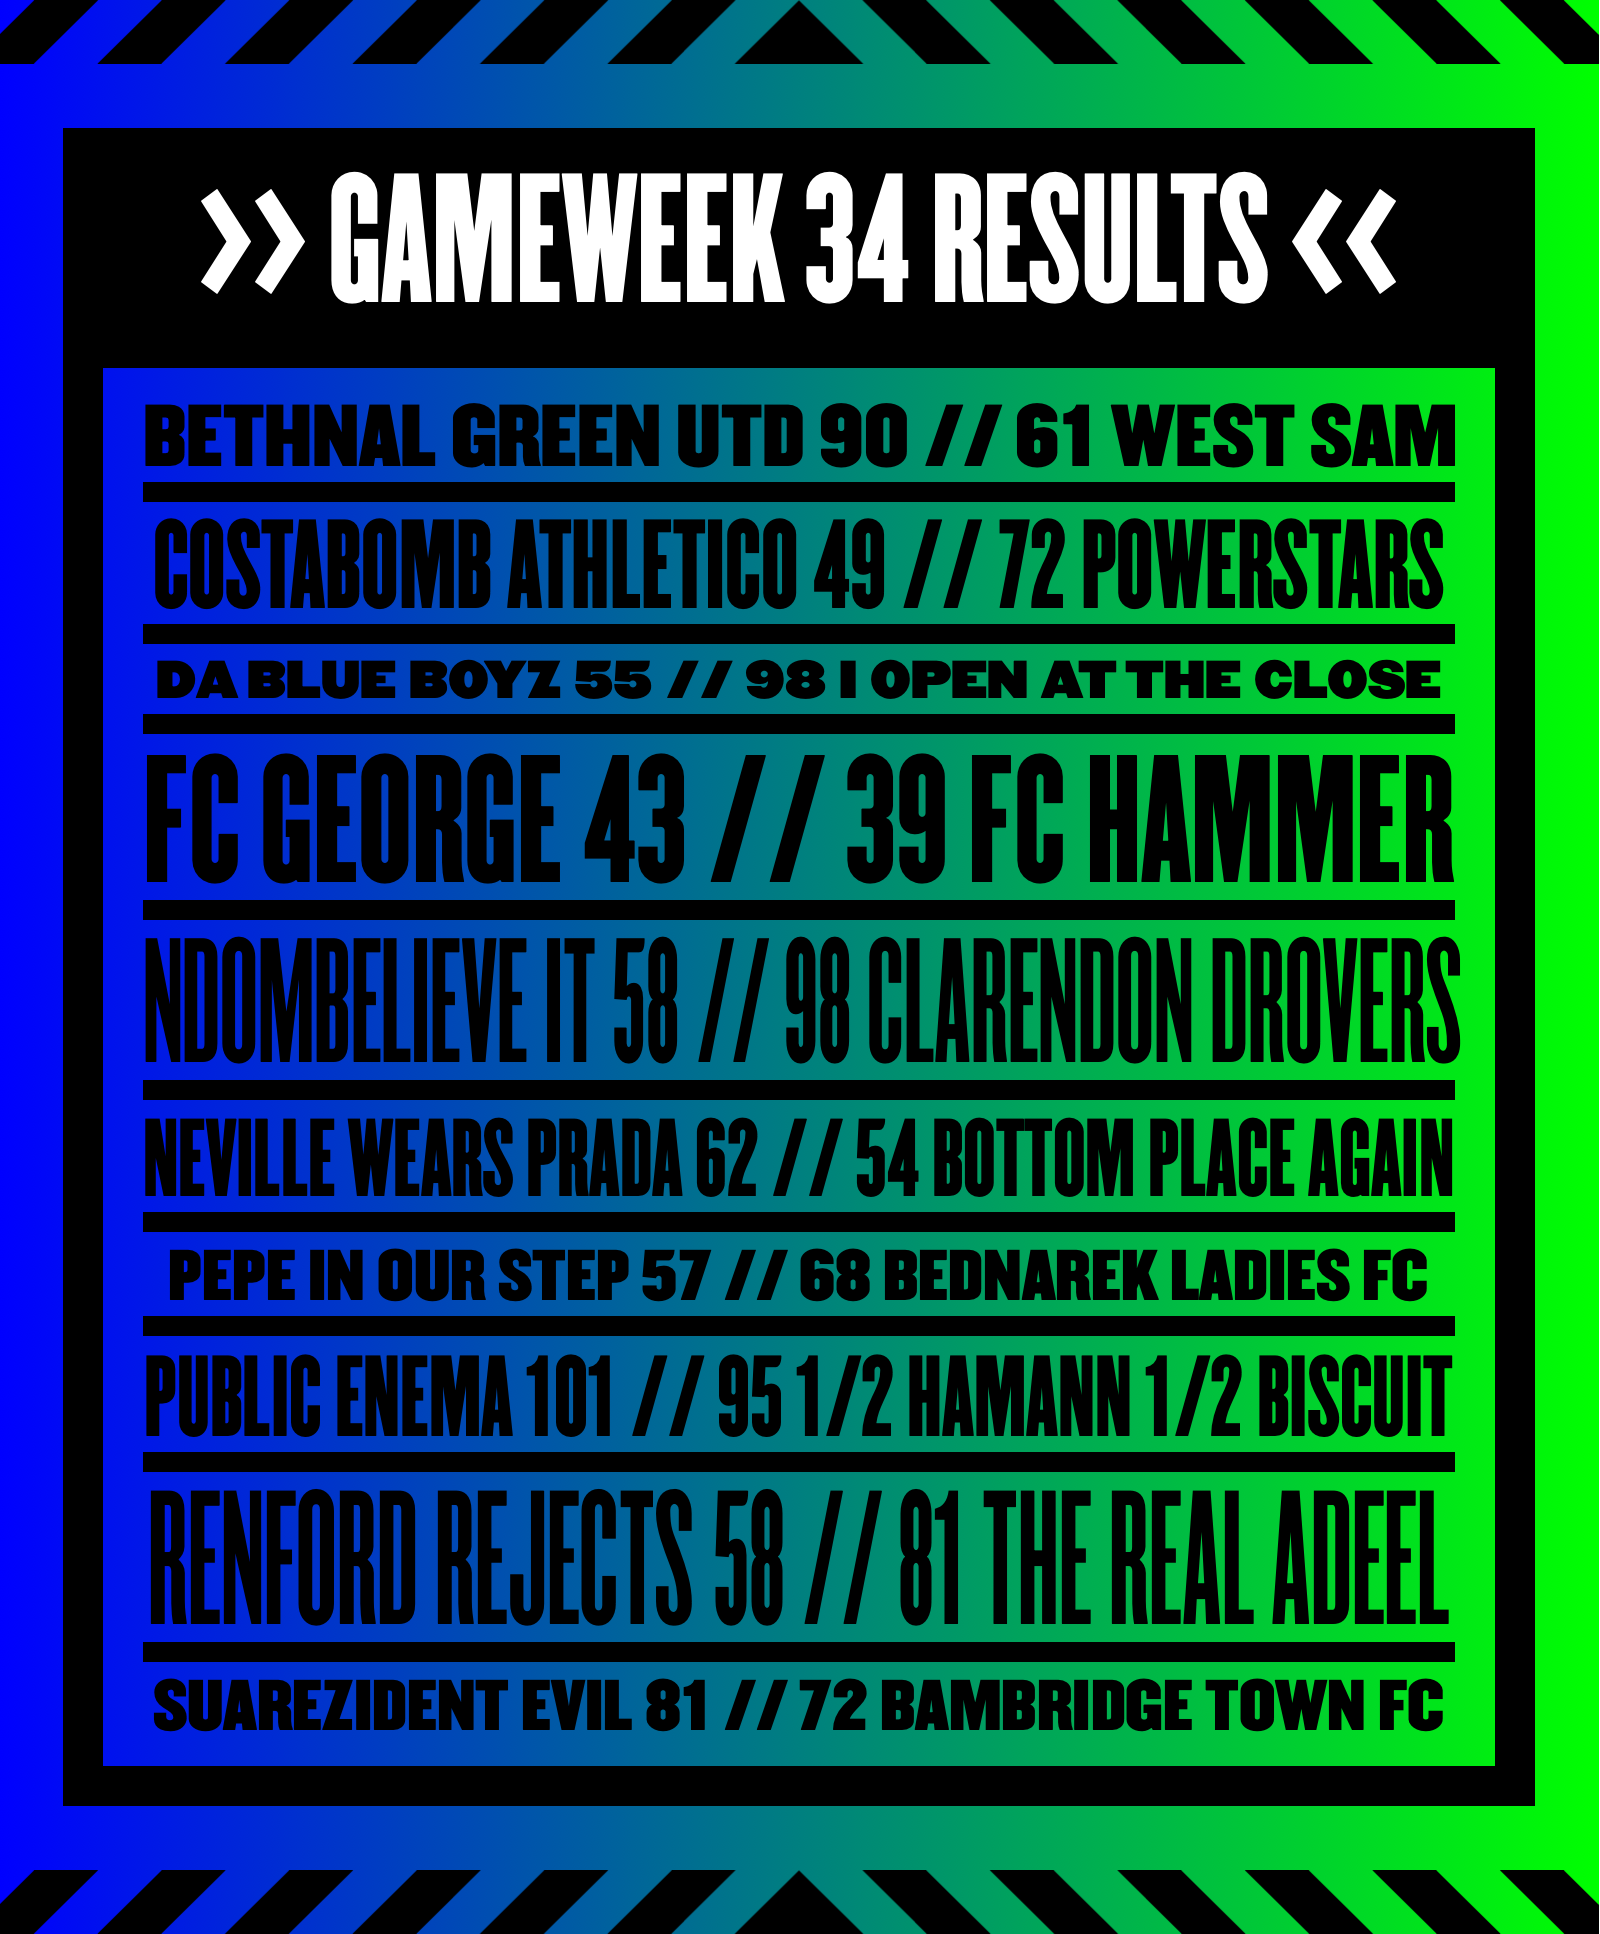 >> GAMEWEEK 34 RESULTS <<
BETHNAL GREEN UTD 90 // 61 WEST SAM
COSTABOMB ATHLETICO 49 // 72 POWERSTARS
DA BLUE BOYZ 55 // 98 I OPEN AT THE CLOSE
FC GEORGE 43 // 39 FC HAMMER
NDOMBELIEVE IT 58 // 98 CLARENDON DROVERS
NEVILLE WEARS PRADA 62 // 54 BOTTOM PLACE AGAIN
PEPE IN OUR STEP 57 // 68 BEDNAREK LADIES FC
PUBLIC ENEMA 101 // 95 1/2 HAMANN 1/2 BISCUIT
RENFORD REJECTS 58 // 81 THE REAL ADEEL
SUAREZIDENT EVIL 81 // 72 BAMBRIDGE TOWN FC